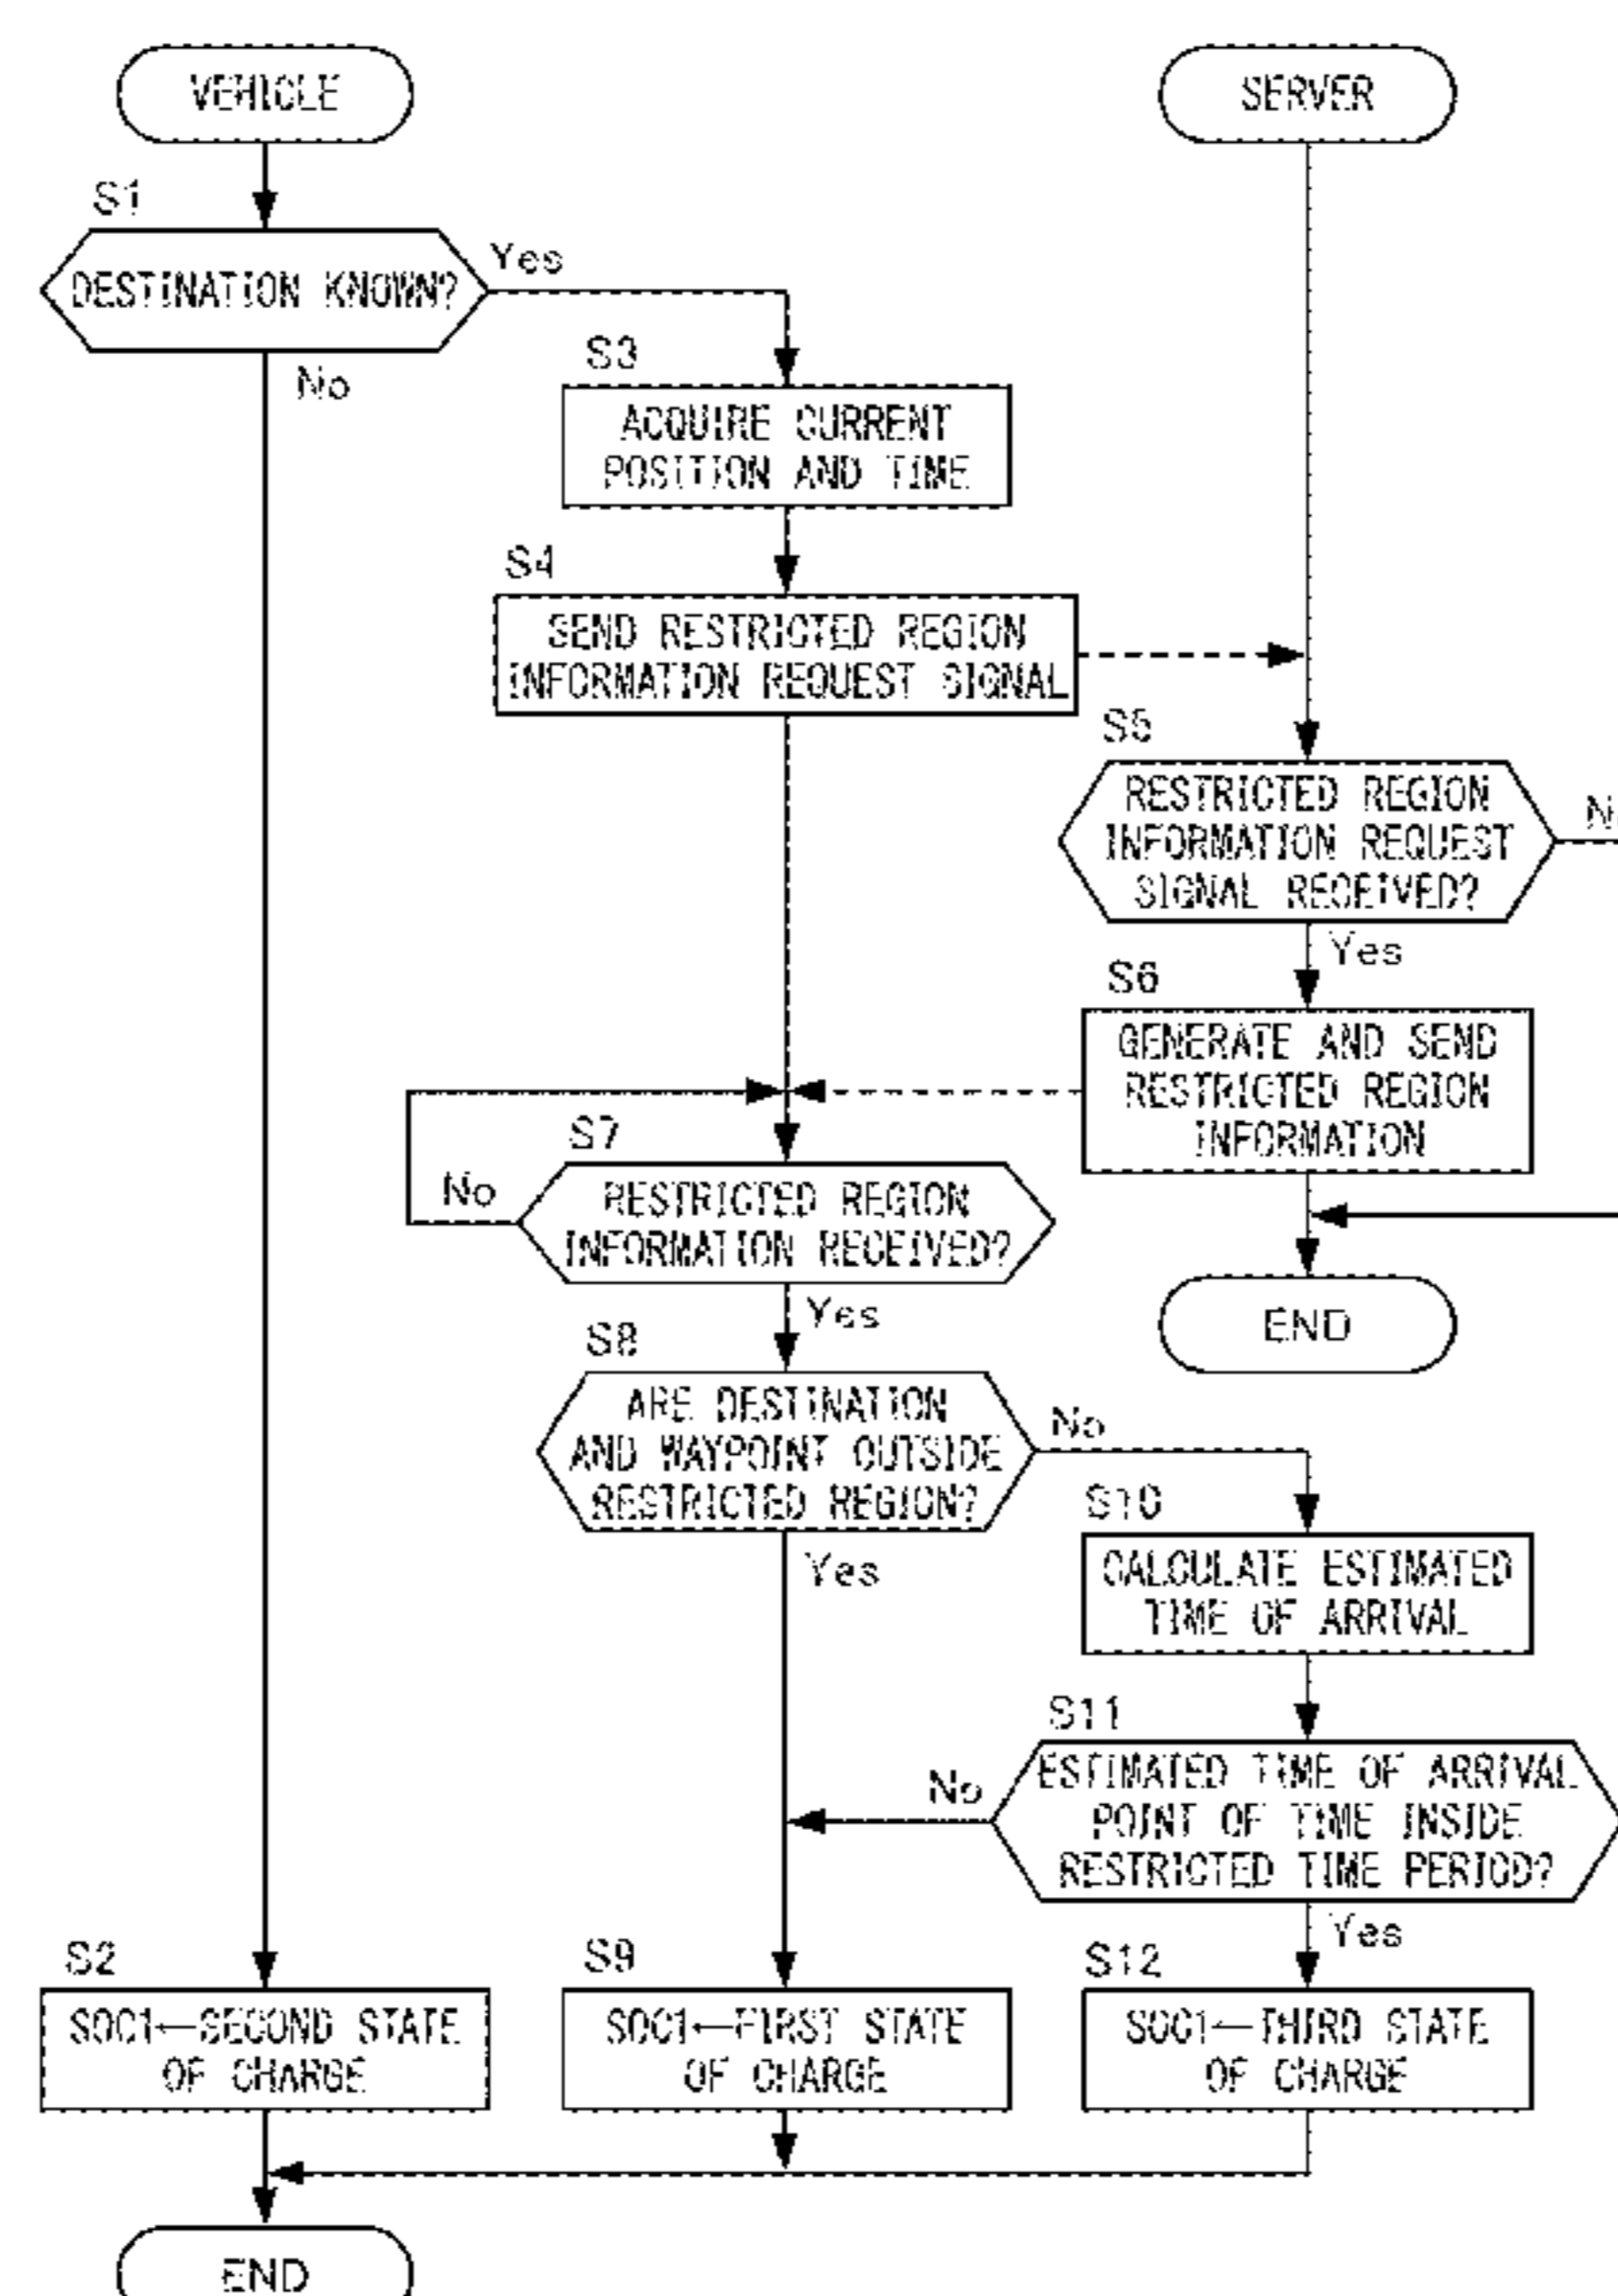 VEHICLE
SERVER
S1
DESTINATION KNOWN?
Yes
No
S3
ACQUIRE CURRENT
POSITION AND TIME
S4
SEND RESTRICTED REGION
INFORMATION REQUEST SIGNAL
S5
RESTRICTED REGION
INFORMATION REQUEST
SIGNAL RECEIVED?
Yes
S6
GENERATE AND SEND
RESTRICTED REGION
INFORMATION
S7
RESTRICTED REGION
INFORMATION RECEIVED?
No
Yes
END
S8
ARE DESTINATION
AND WAYPOINT OUTSIDE
RESTRICTED REGION?
No
Yes
S10
CALCULATE ESTIMATED
TIME OF ARRIVAL
S11
ESTIMATED TIME OF ARRIVAL
POINT OF TIME INSIDE
RESTRICTED TIME PERIOD?
No
Yes
S2
SOC1←SECOND STATE
OF CHARGE
S9
SOC1←FIRST STATE
OF CHARGE
S12
SOC1←THIRD STATE
OF CHARGE
END